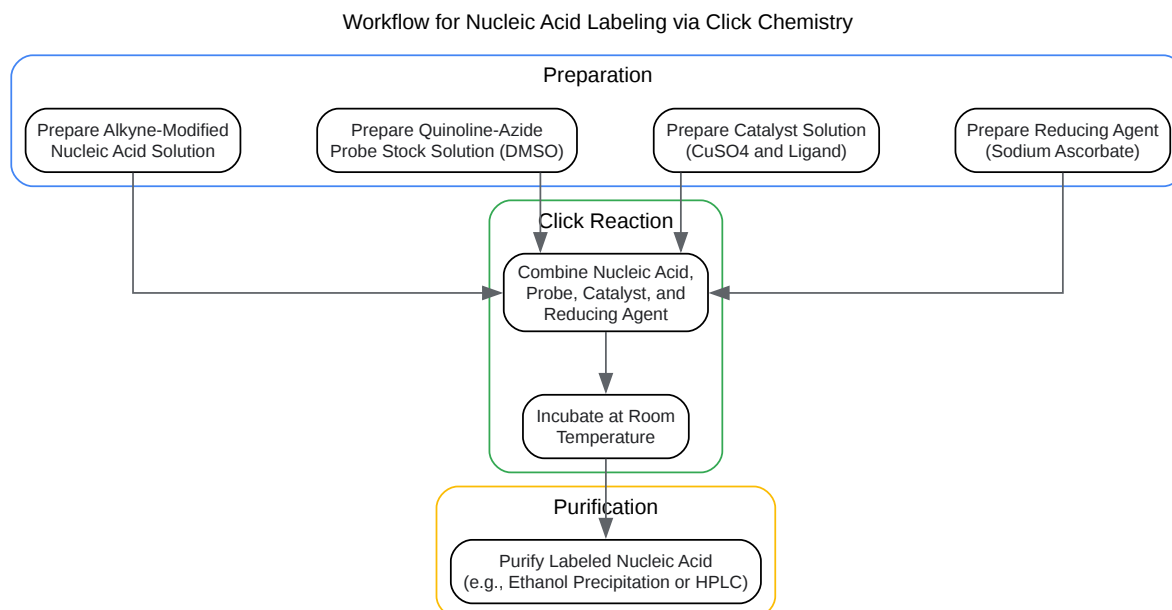 Workflow for Nucleic Acid Labeling via Click Chemistry
Preparation
Prepare Alkyne-Modified
Nucleic Acid Solution
Prepare Quinoline-Azide
Probe Stock Solution (DMSO)
Prepare Catalyst Solution
(CuSO4 and Ligand)
Prepare Reducing Agent
(Sodium Ascorbate)
Click Reaction
Combine Nucleic Acid,
Probe, Catalyst, and
Reducing Agent
Incubate at Room
Temperature
Purification
Purify Labeled Nucleic Acid
(e.g., Ethanol Precipitation or HPLC)